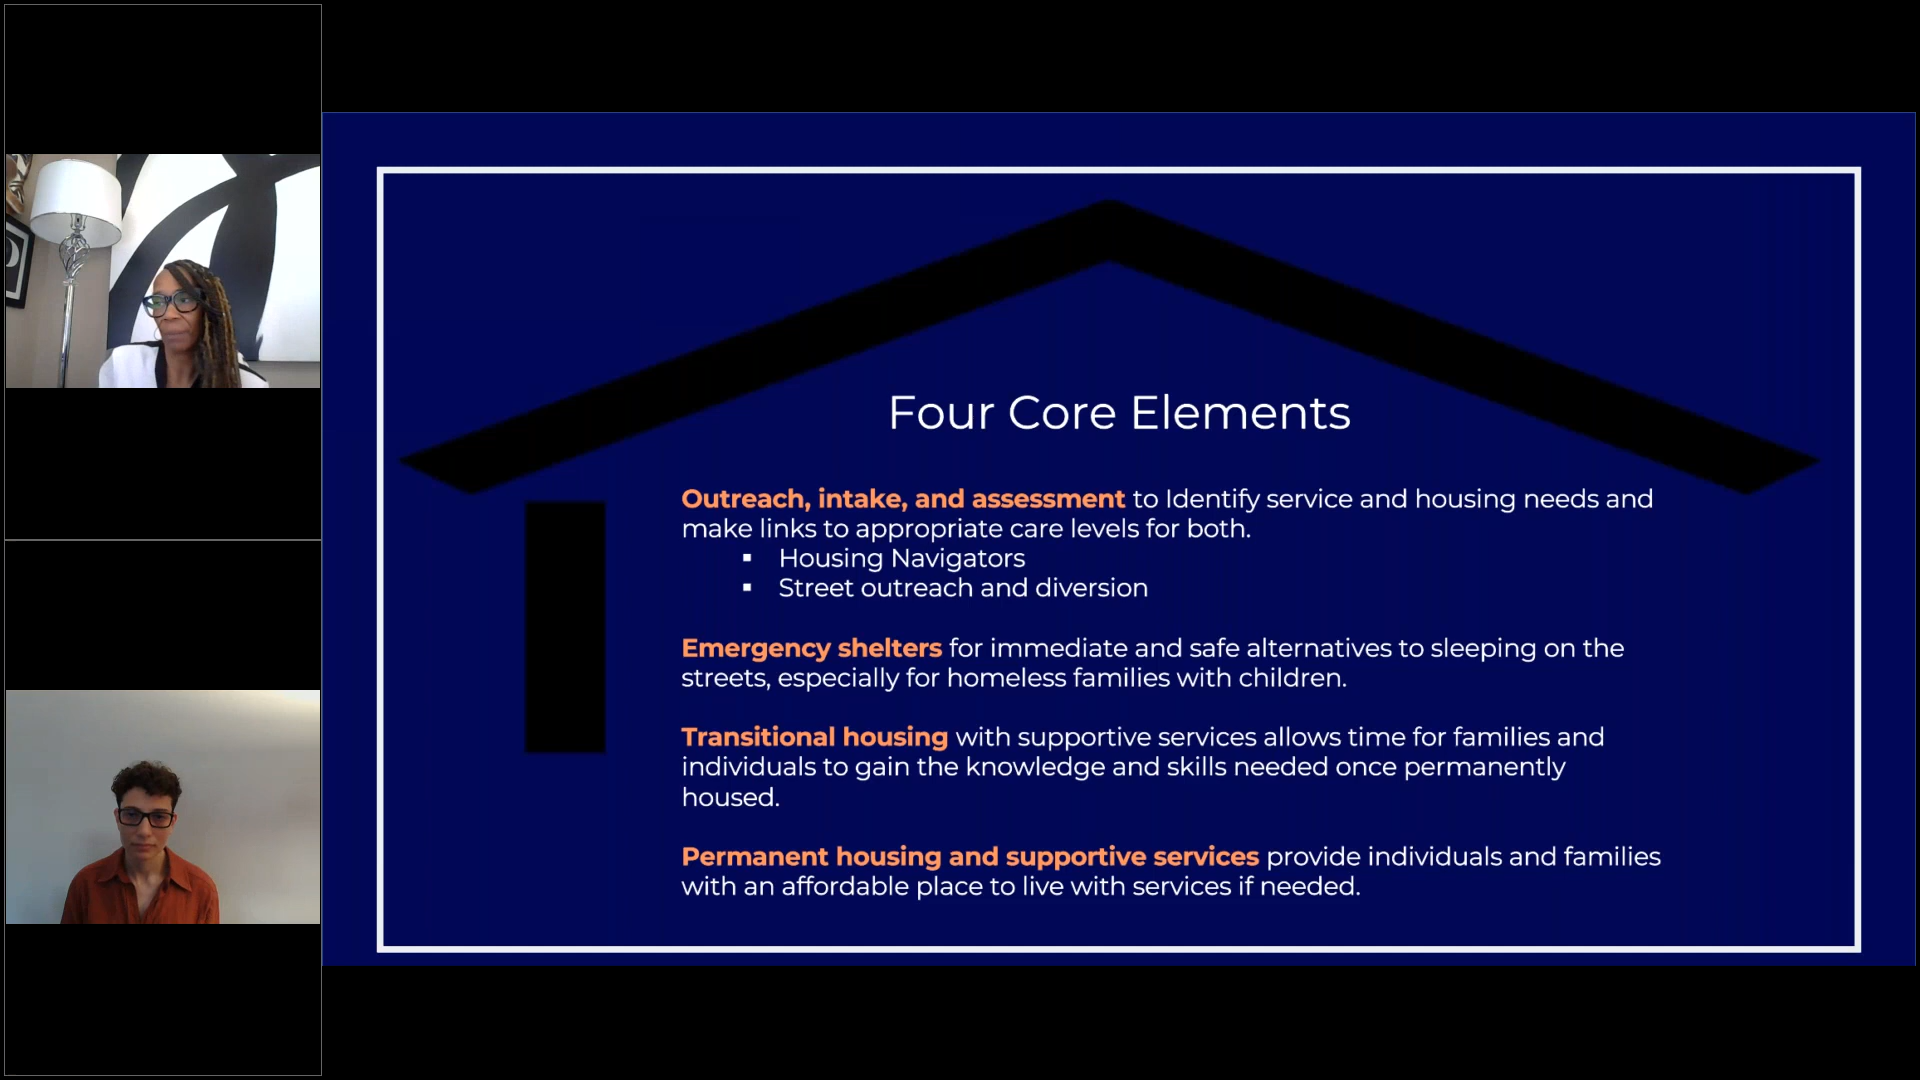 Four Core Elements
Outreach, intake, and assessment to Identify service and housing needs and
make links to appropriate care levels for both.
▪ Housing Navigators
▪ Street outreach and diversion
Emergency shelters for immediate and safe alternatives to sleeping on the
streets, especially for homeless families with children.
Transitional housing with supportive services allows time for families and
individuals to gain the knowledge and skills needed once permanently
housed.
Permanent housing and supportive services provide individuals and families
with an affordable place to live with services if needed.